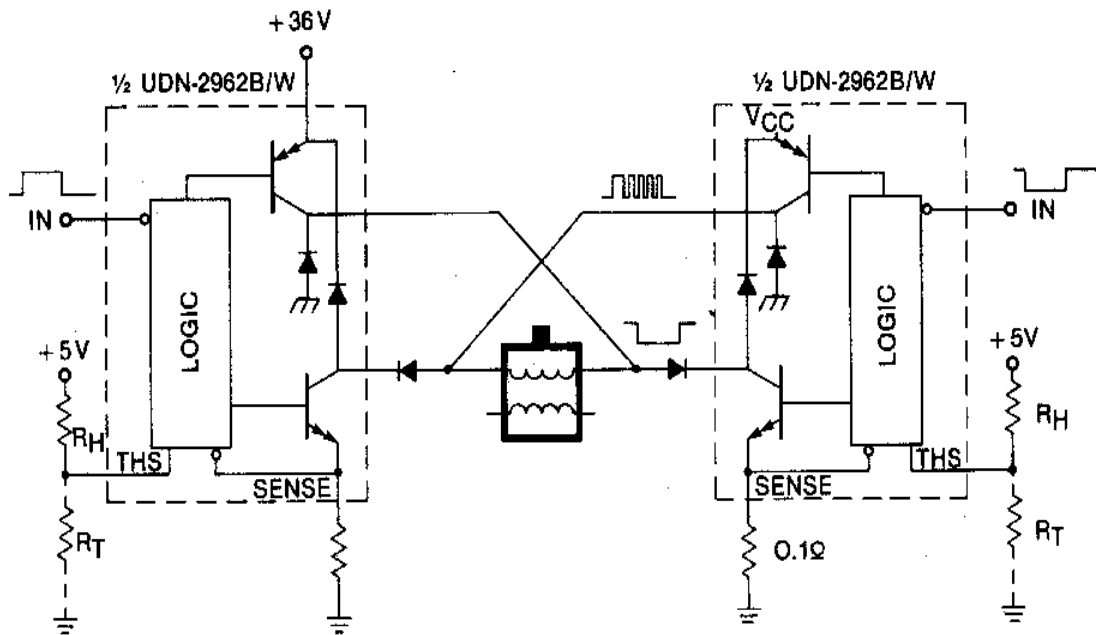 +36V
½ UDN-2962B/W
½ UDN-2962B/W
VCC
IN
IN
LOGIC
LOGIC
+5V
+5V
RH
RH
THS
THS
SENSE
SENSE
RT
0.1Ω
RT